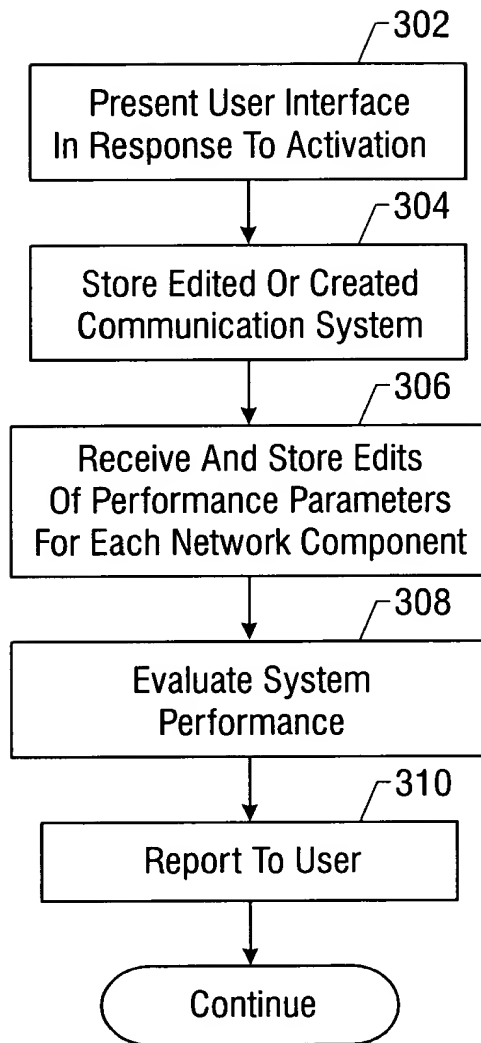 302
Present User Interface
In Response To Activation
304
Store Edited Or Created
Communication System
306
Receive And Store Edits
Of Performance Parameters
For Each Network Component
308
Evaluate System
Performance
310
Report To User
Continue